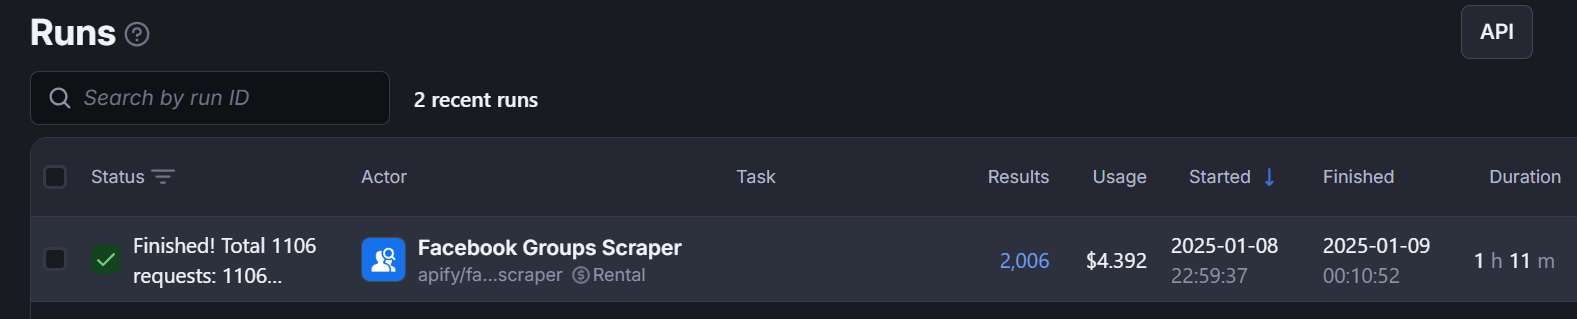 Runs
API
Search by run ID
2 recent runs
Status Actor Task Results Usage Started Finished Duration
Finished! Total 1106 Facebook Groups Scraper 2,006 $4.392 2025-01-08 2025-01-09 1 h 11 m
requests: 1106... apify/fa...scraper Rental 22:59:37 00:10:52